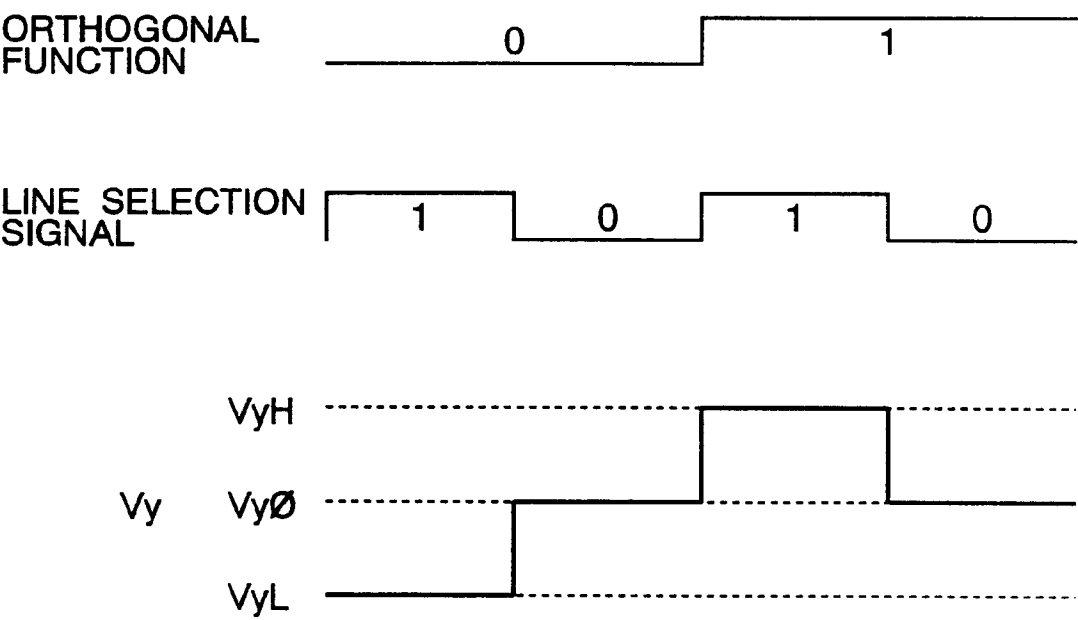 ORTHOGONAL
FUNCTION
0
1
LINE SELECTION
SIGNAL
1
0
1
0
VyH
Vy
VyØ
VyL